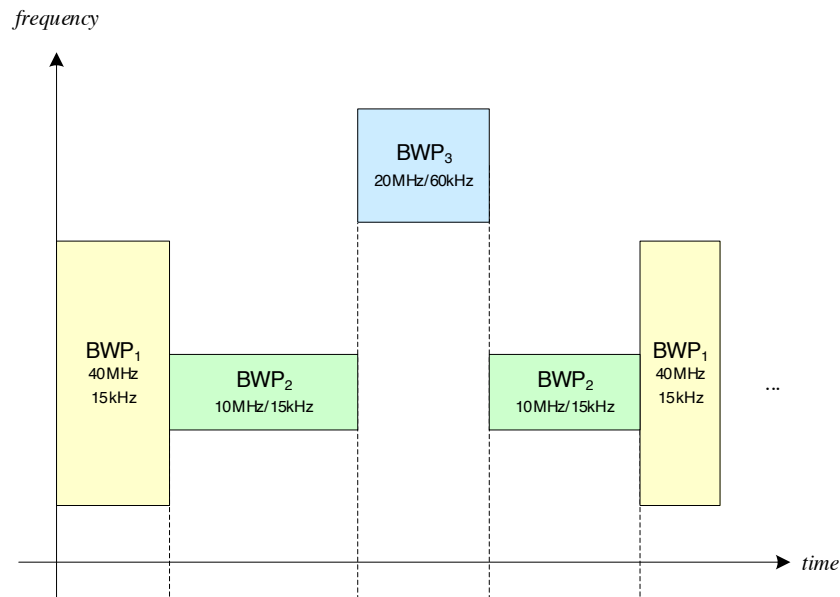 frequency
BWP₃
20MHz/60kHz
BWP₁
40MHz
15kHz
BWP₂
10MHz/15kHz
BWP₂
10MHz/15kHz
BWP₁
40MHz
15kHz
...
time